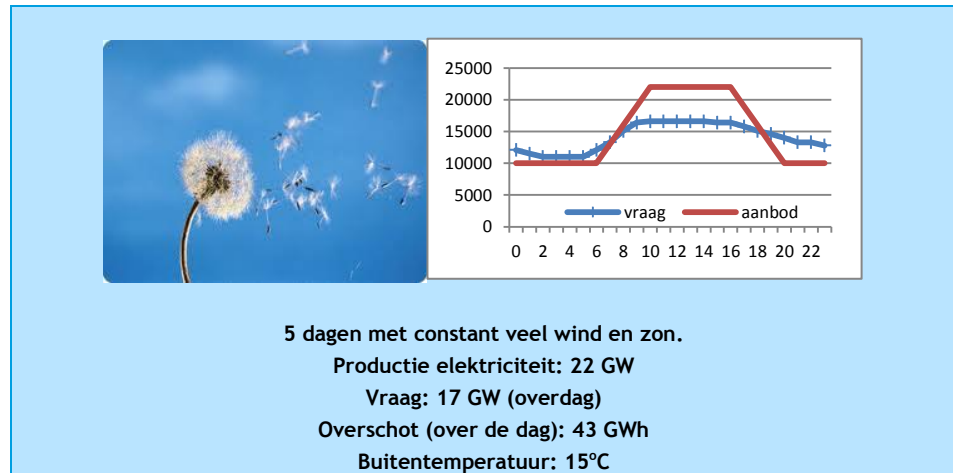 25000
20000
15000
10000
5000
0
vraag aanbod
0 2 4 6 8 10 12 14 16 18 20 22
5 dagen met constant veel wind en zon.
Productie elektriciteit: 22 GW
Vraag: 17 GW (overdag)
Overschot (over de dag): 43 GWh
Buitentemperatuur: 15°C